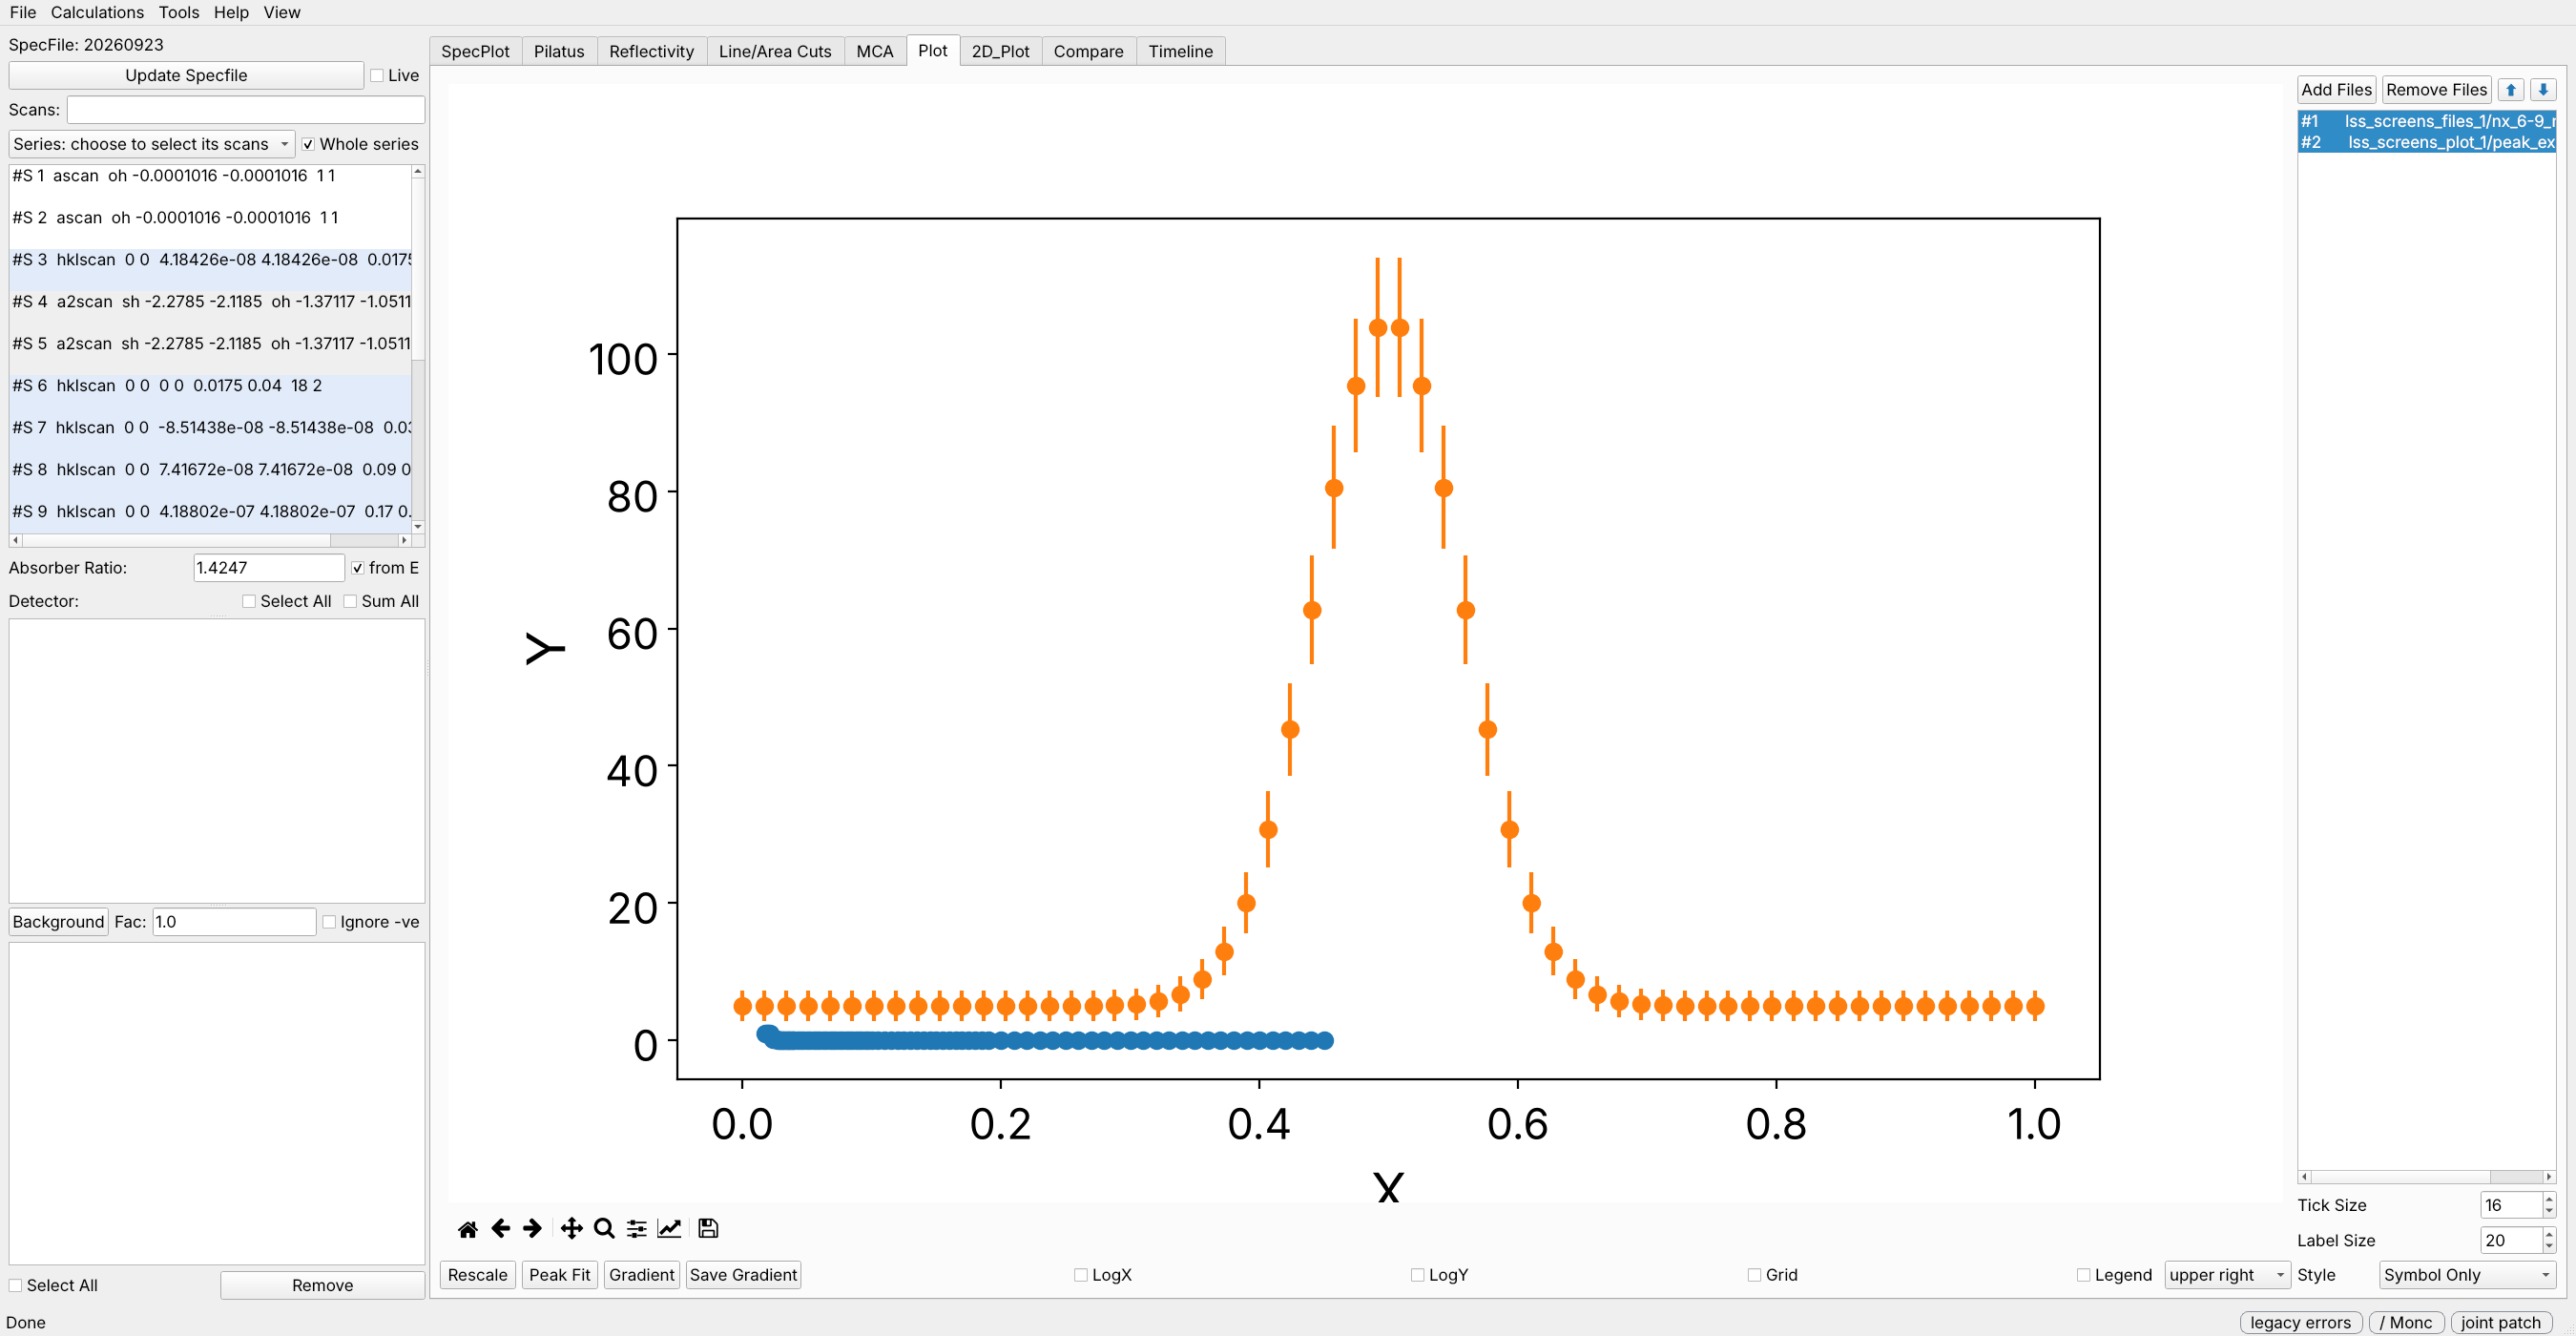 File Calculations Tools Help View
SpecFile: 20260923
Update Specfile Live
Scans:
Series: choose to select its scans Whole series
#S 1 ascan oh -0.0001016 -0.0001016 1 1
#S 2 ascan oh -0.0001016 -0.0001016 1 1
#S 3 hklscan 0 0 4.18426e-08 4.18426e-08 0.0175
#S 4 a2scan sh -2.2785 -2.1185 oh -1.37117 -1.0511
#S 5 a2scan sh -2.2785 -2.1185 oh -1.37117 -1.0511
#S 6 hklscan 0 0 0 0 0.0175 0.04 18 2
#S 7 hklscan 0 0 -8.51438e-08 -8.51438e-08 0.03
#S 8 hklscan 0 0 7.41672e-08 7.41672e-08 0.09 0
#S 9 hklscan 0 0 4.18802e-07 4.18802e-07 0.17 0.
Absorber Ratio: 1.4247 from E
Detector: Select All Sum All
Background Fac: 1.0 Ignore -ve
Select All Remove
Done
SpecPlot Pilatus Reflectivity Line/Area Cuts MCA Plot 2D_Plot Compare Timeline
100
80
60
40
20
0
Y
0.0 0.2 0.4 0.6 0.8 1.0
X
Rescale Peak Fit Gradient Save Gradient LogX LogY Grid Legend upper right
Add Files Remove Files
#1 lss_screens_files_1/nx_6-9_r
#2 lss_screens_plot_1/peak_ex
Tick Size 16
Label Size 20
Style Symbol Only
legacy errors / Monc joint patch